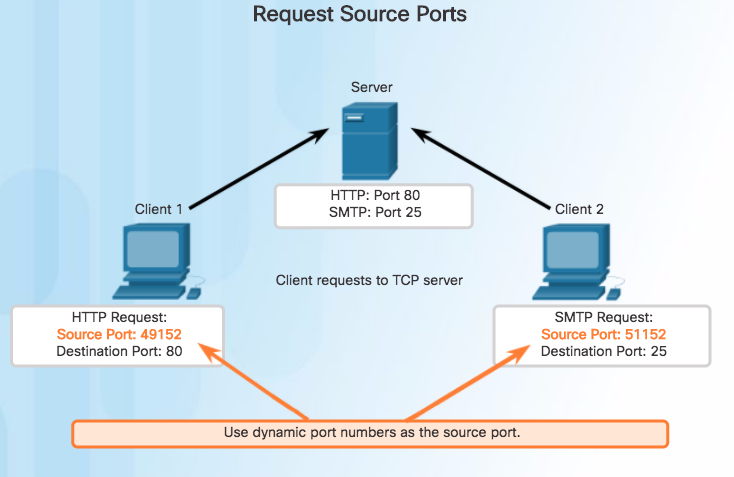 Request Source Ports
Server
HTTP: Port 80
SMTP: Port 25
Client 1
Client 2
Client requests to TCP server
HTTP Request:
Source Port: 49152
Destination Port: 80
SMTP Request:
Source Port: 51152
Destination Port: 25
Use dynamic port numbers as the source port.